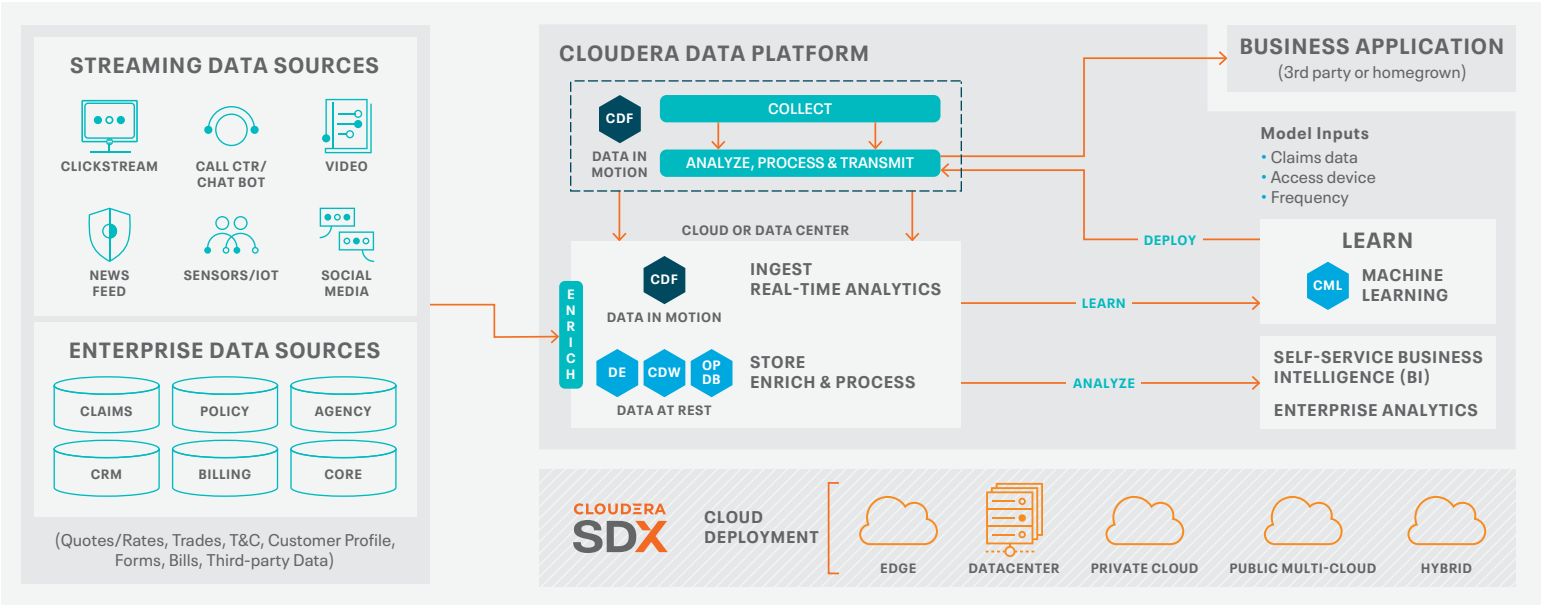 STREAMING DATA SOURCES
CLICKSTREAM
CALL CTR/
CHAT BOT
VIDEO
NEWS
FEED
SENSORS/IOT
SOCIAL
MEDIA
ENTERPRISE DATA SOURCES
CLAIMS
POLICY
AGENCY
CRM
BILLING
CORE
(Quotes/Rates, Trades, T&C, Customer Profile,
Forms, Bills, Third-party Data)
CLOUDERA DATA PLATFORM
CDF
DATA IN
MOTION
COLLECT
ANALYZE, PROCESS & TRANSMIT
CLOUD OR DATA CENTER
ENRICH
CDF
DATA IN MOTION
INGEST
REAL-TIME ANALYTICS
DE
CDW
OP
DB
DATA AT REST
STORE
ENRICH & PROCESS
DEPLOY
LEARN
ANALYZE
BUSINESS APPLICATION
(3rd party or homegrown)
Model Inputs
• Claims data
• Access device
• Frequency
LEARN
CML
MACHINE
LEARNING
SELF-SERVICE BUSINESS
INTELLIGENCE (BI)
ENTERPRISE ANALYTICS
CLOUDERA
SDX
CLOUD
DEPLOYMENT
EDGE
DATACENTER
PRIVATE CLOUD
PUBLIC MULTI-CLOUD
HYBRID